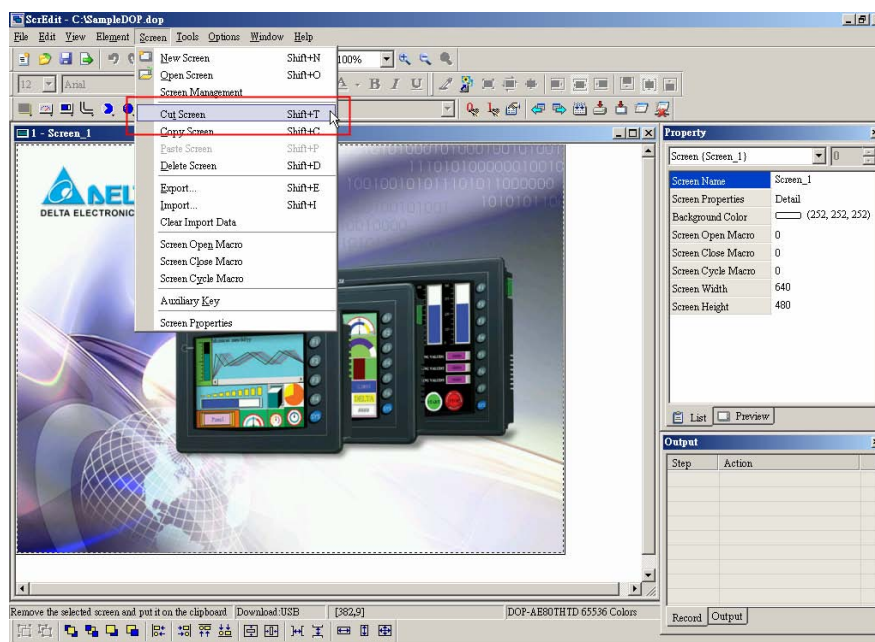 ScrEdit - C:\SampleDOP.dop
File Edit View Element Screen Tools Options Window Help
New Screen Shift+N
Open Screen Shift+O
Screen Management
Cut Screen Shift+T
Copy Screen Shift+C
Paste Screen Shift+P
Delete Screen Shift+D
Export... Shift+E
Import... Shift+I
Clear Import Data
Screen Open Macro
Screen Close Macro
Screen Cycle Macro
Auxiliary Key
Screen Properties
100%
12 Arial
A B I U
1 - Screen_1
DEL
DELTA ELECTRONIC
Property
Screen {Screen_1} 0
Screen Name Screen_1
Screen Properties Detail
Background Color (252, 252, 252)
Screen Open Macro 0
Screen Close Macro 0
Screen Cycle Macro 0
Screen Width 640
Screen Height 480
List Preview
Output
Step Action
Record Output
Remove the selected screen and put it on the clipboard Download:USB [382,9] DOP-AE80THTD 65536 Colors